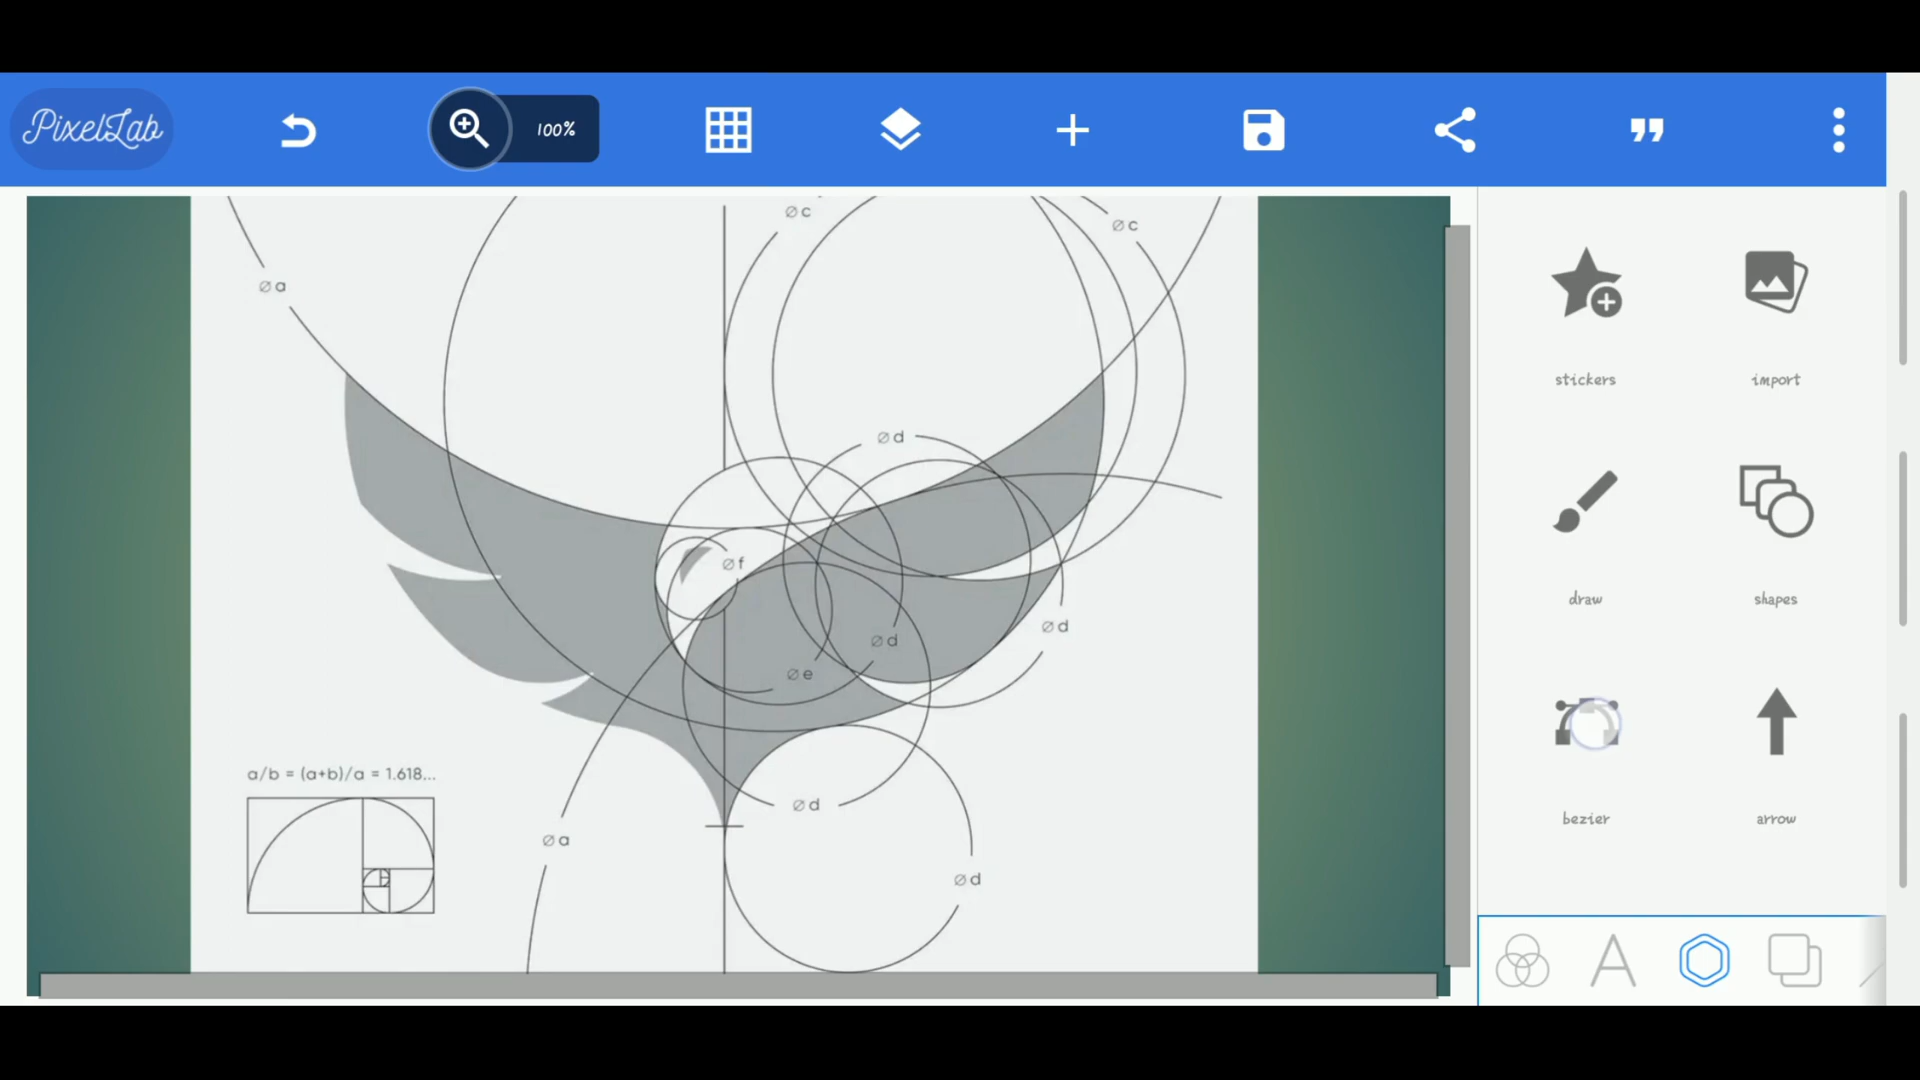 PixelLab
100%
"
⌀ c
⌀ c
⌀ a
⌀ d
⌀ f
⌀ d
⌀ d
⌀ e
a/b = (a+b)/a = 1.618...
⌀ d
⌀ a
⌀ d
stickers
import
draw
shapes
bezier
arrow
A